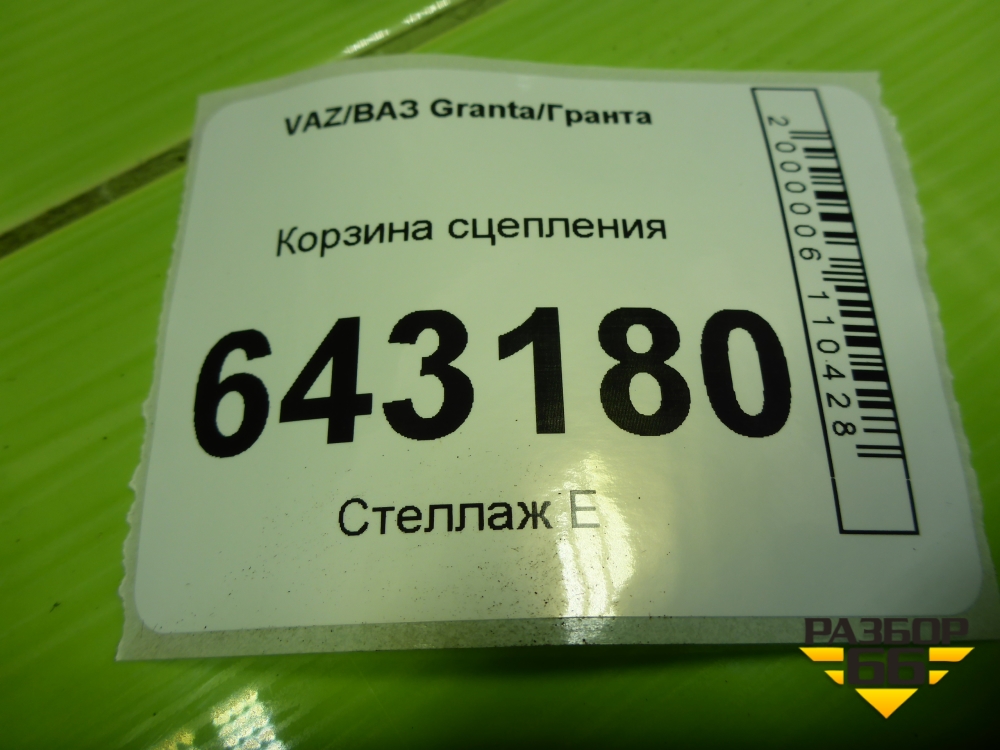 VAZ/ВАЗ Granta/Гранта
Корзина сцепления
643180
Стеллаж Е
2000006110428
РАЗБОР
66